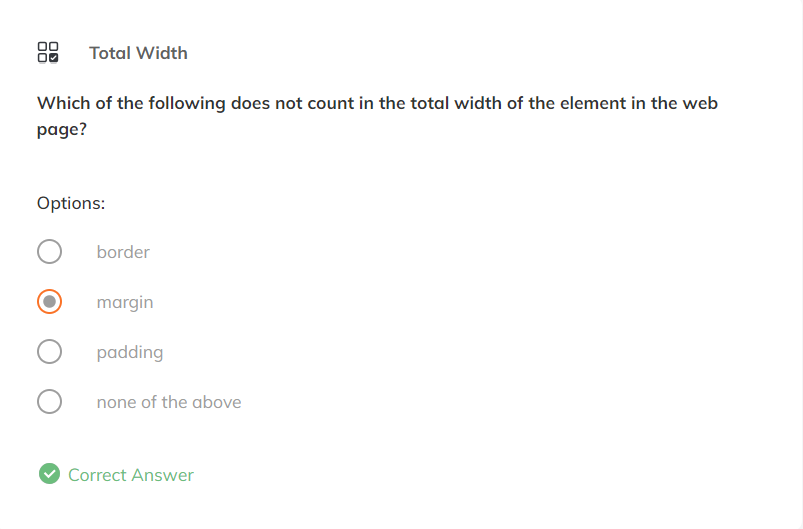 Total Width
Which of the following does not count in the total width of the element in the web
page?
Options:
border
margin
padding
none of the above
Correct Answer